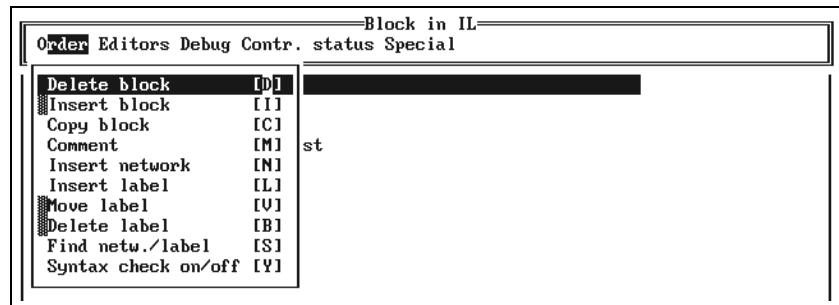 Block in IL
Order Editors Debug Contr. status Special
Delete block [D]
Insert block [I]
Copy block [C]
Comment [M] st
Insert network [N]
Insert label [L]
Move label [V]
Delete label [B]
Find netw./label [S]
Syntax check on/off [Y]